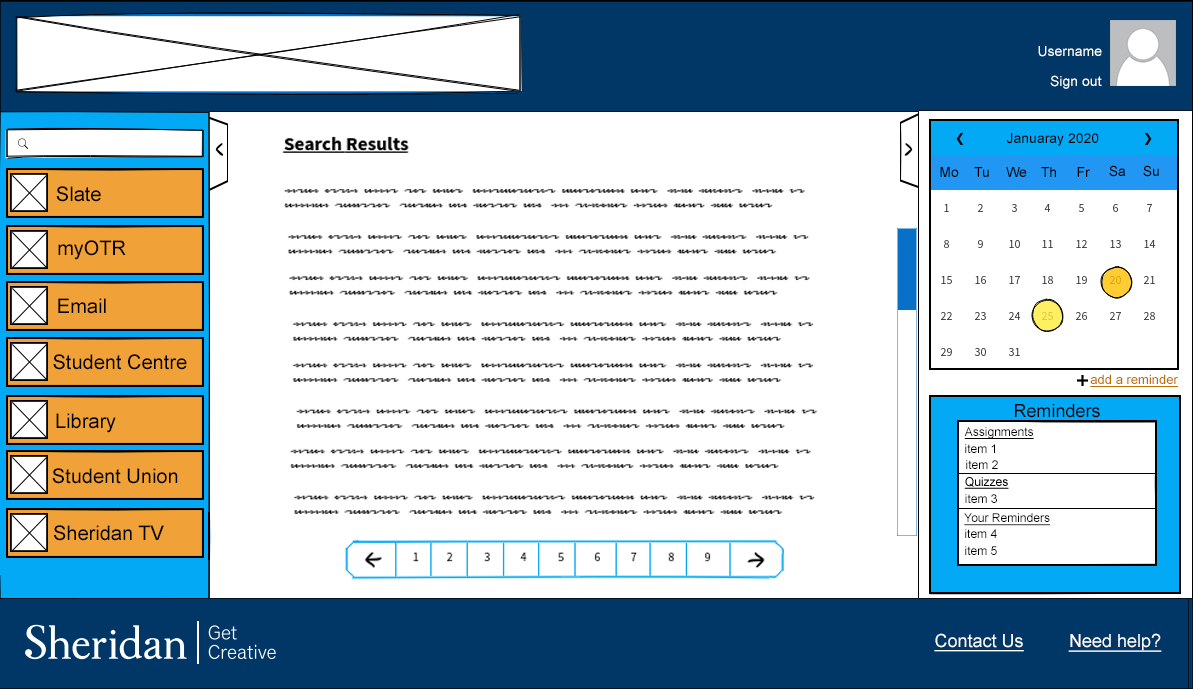 Username
Sign out
Slate
myOTR
Email
Student Centre
Library
Student Union
Sheridan TV
Search Results
1 2 3 4 5 6 7 8 9
Januaray 2020
Mo Tu We Th Fr Sa Su
1 2 3 4 5 6 7
8 9 10 11 12 13 14
15 16 17 18 19 20 21
22 23 24 25 26 27 28
29 30 31
add a reminder
Reminders
Assignments
item 1
item 2
Quizzes
item 3
Your Reminders
item 4
item 5
Sheridan
Get
Creative
Contact Us
Need help?